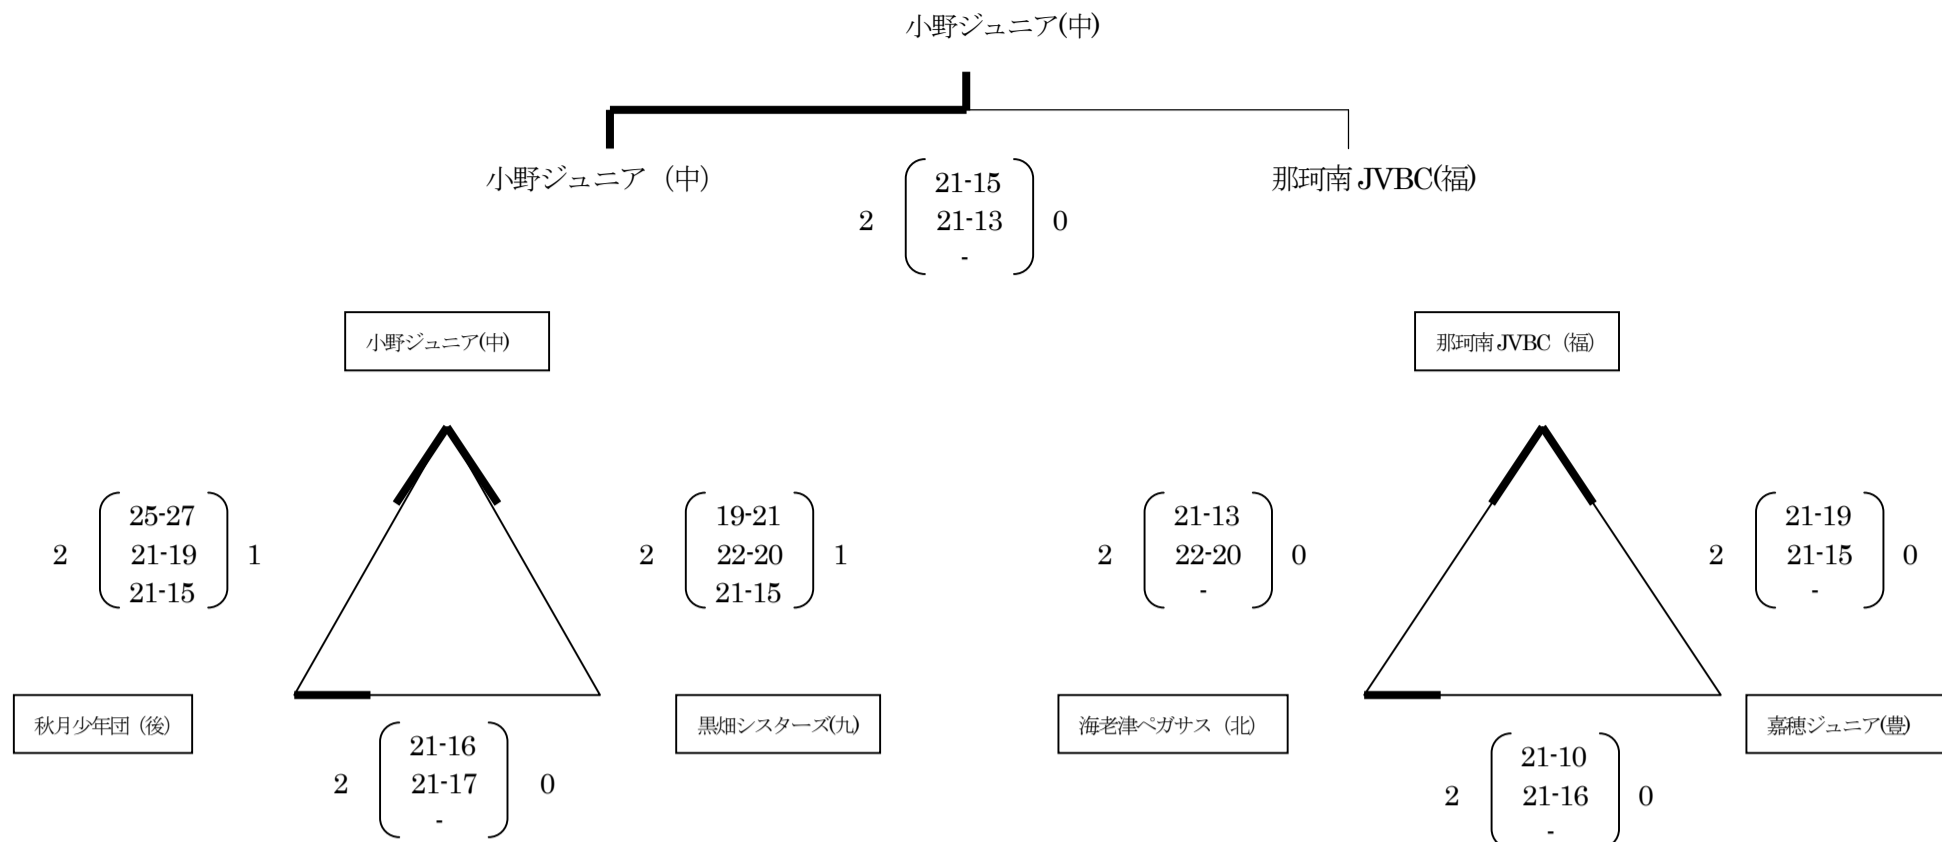 小野ジュニア(中)
小野ジュニア（中）
那珂南 JVBC(福)
21-15
2 21-13 0
-
小野ジュニア(中)
那珂南 JVBC（福）
25-27
2 21-19 1
21-15
19-21
2 22-20 1
21-15
21-13
2 22-20 0
-
21-19
2 21-15 0
-
秋月少年団（後）
黒畑シスターズ(九)
海老津ペガサス（北）
嘉穂ジュニア(豊)
21-16
2 21-17 0
-
21-10
2 21-16 0
-